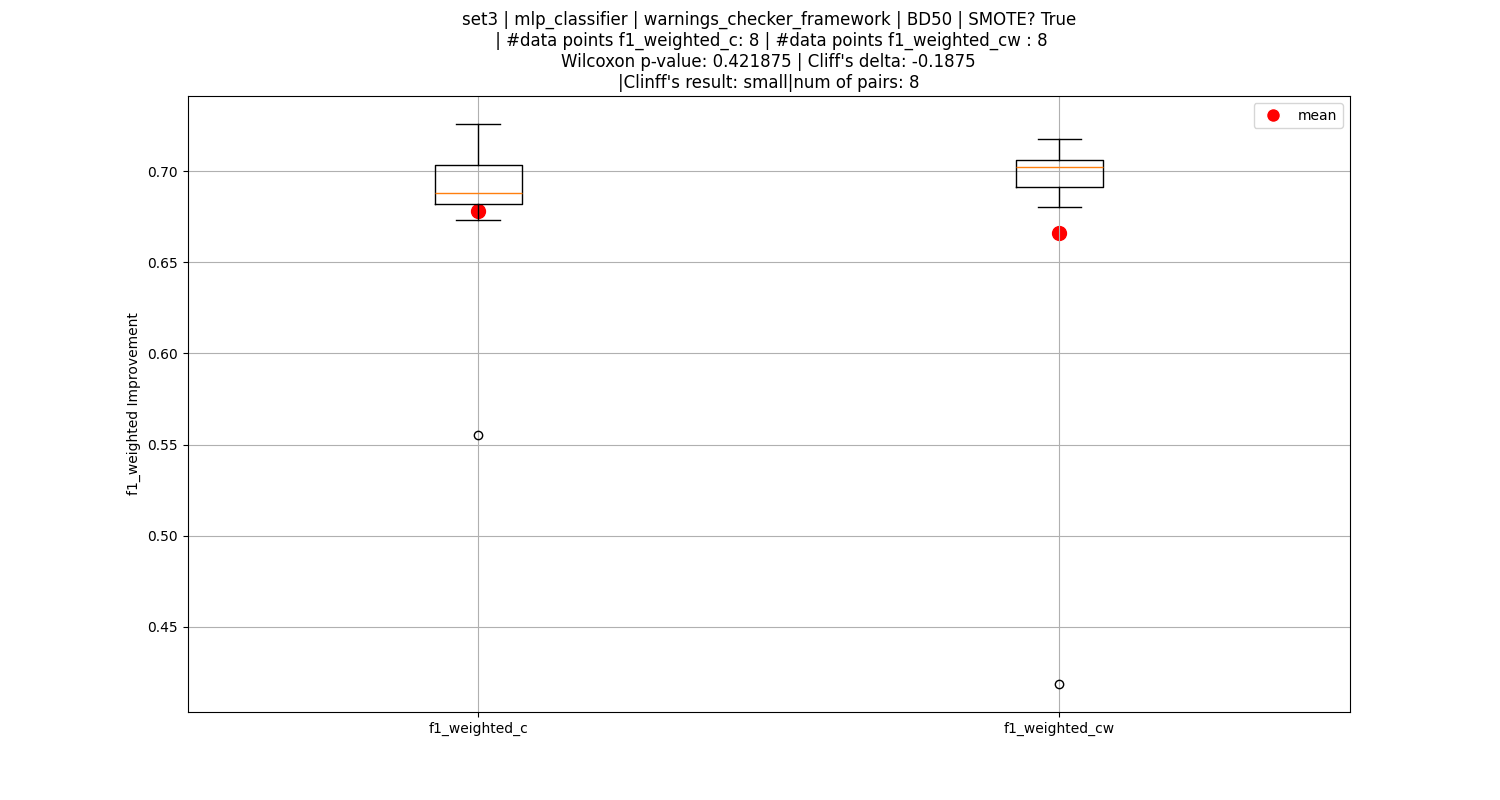 set3 | mlp_classifier | warnings_checker_framework | BD50 | SMOTE? True
| #data points f1_weighted_c: 8 | #data points f1_weighted_cw : 8
Wilcoxon p-value: 0.421875 | Cliff's delta: -0.1875
|Clinff's result: small|num of pairs: 8
mean
0.70
0.65
0.60
0.55
0.50
0.45
f1_weighted Improvement
f1_weighted_c
f1_weighted_cw